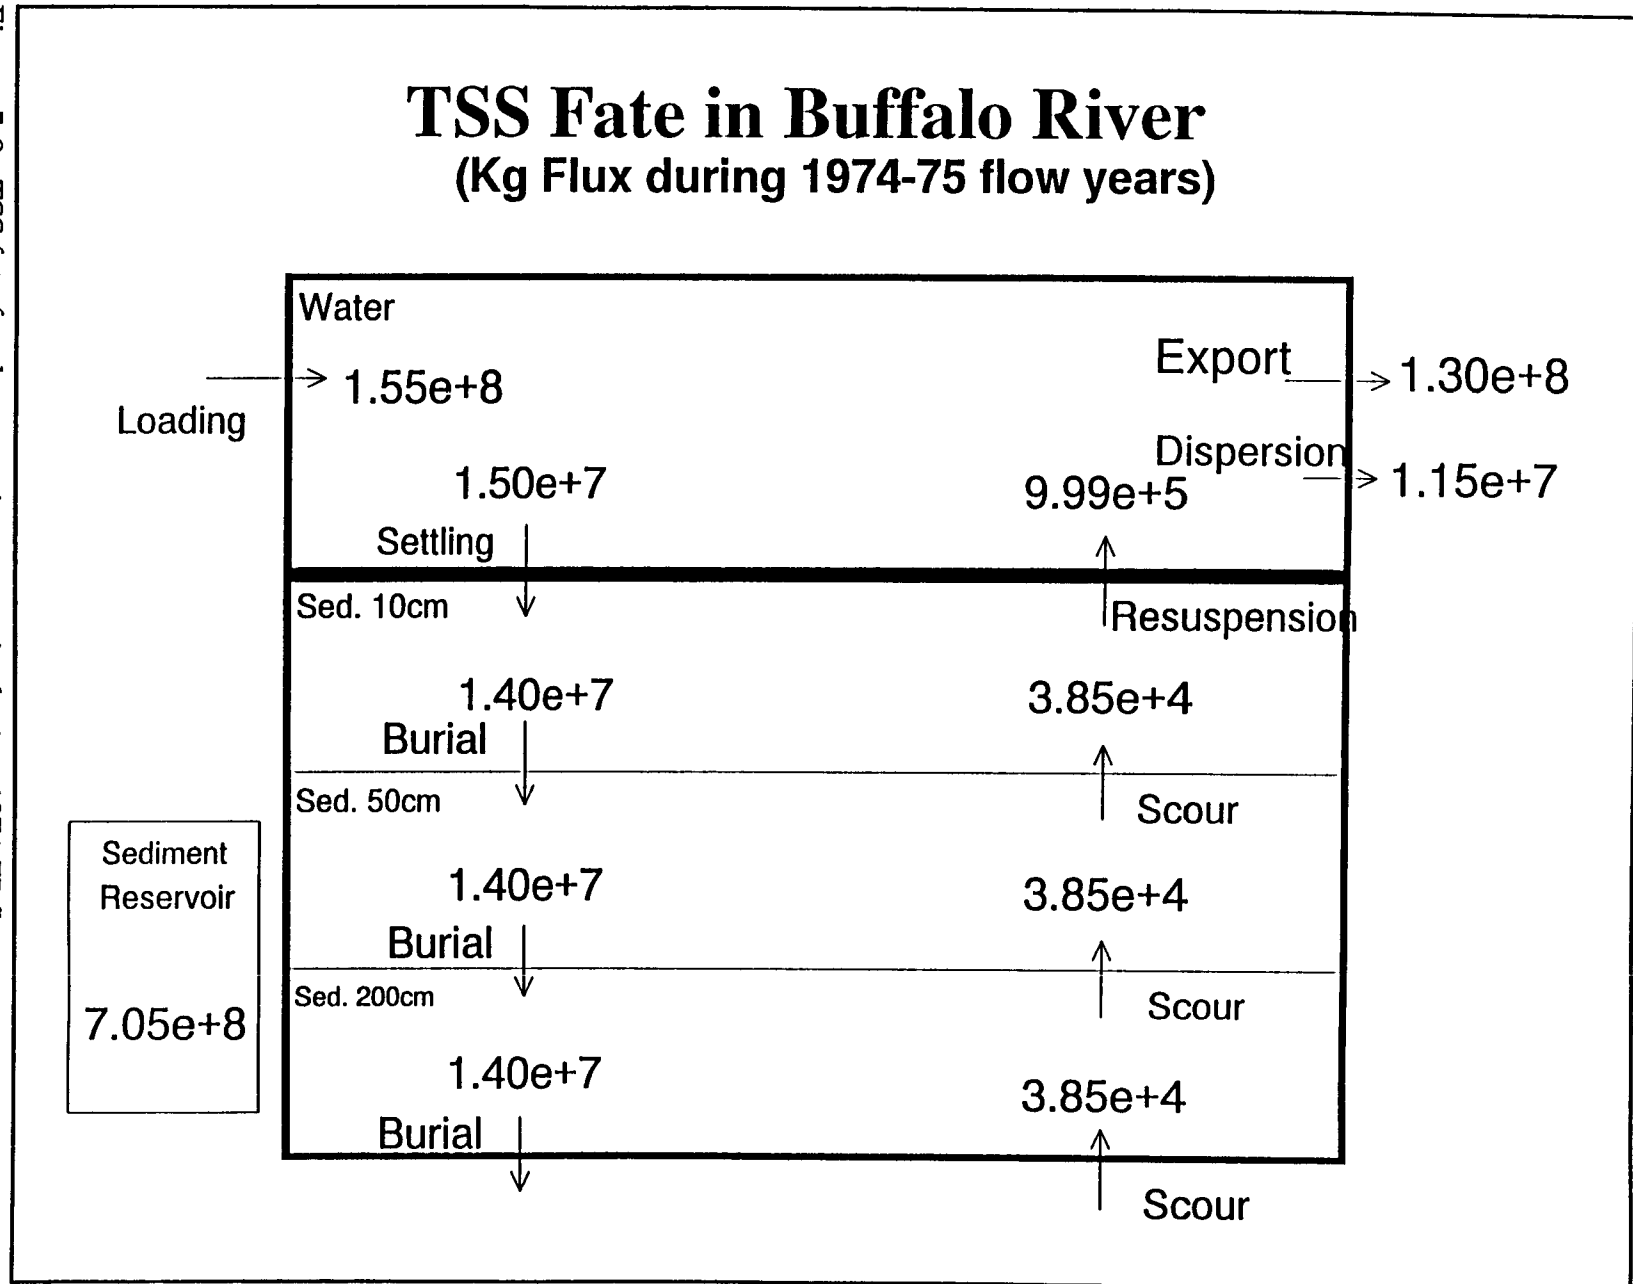 TSS Fate in Buffalo River
(Kg Flux during 1974-75 flow years)
Water
Export
1.30e+8
1.55e+8
Loading
Dispersion
1.15e+7
1.50e+7
9.99e+5
Settling
Sed. 10cm
Resuspension
1.40e+7
3.85e+4
Burial
Sed. 50cm
Scour
Sediment
Reservoir
7.05e+8
1.40e+7
3.85e+4
Burial
Sed. 200cm
Scour
1.40e+7
3.85e+4
Burial
Scour